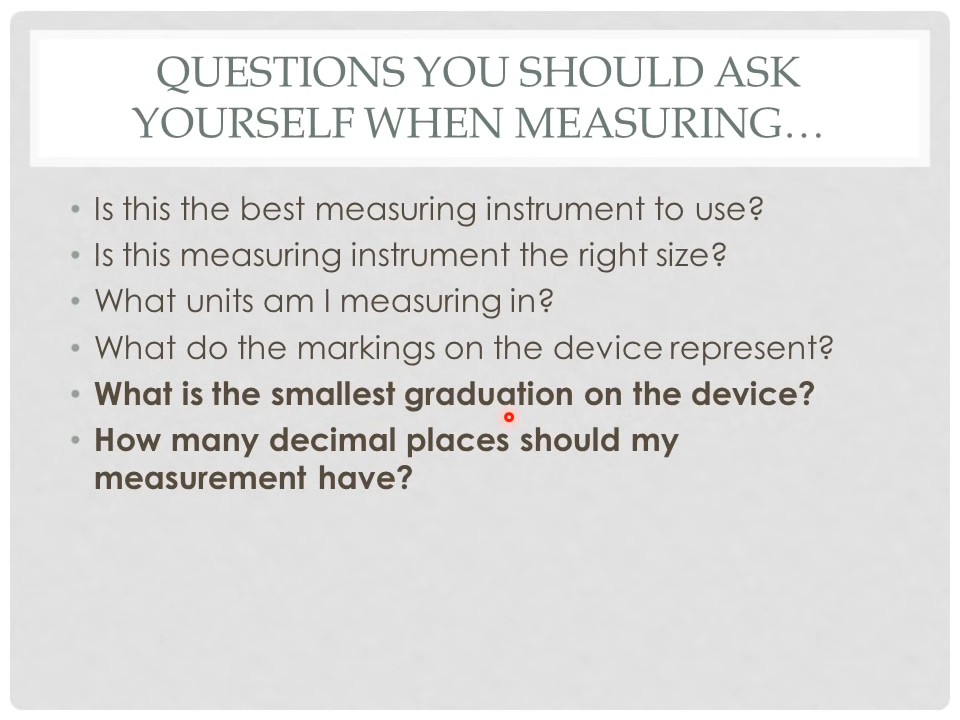 QUESTIONS YOU SHOULD ASK
YOURSELF WHEN MEASURING…
• Is this the best measuring instrument to use?
• Is this measuring instrument the right size?
• What units am I measuring in?
• What do the markings on the device represent?
• What is the smallest graduation on the device?
• How many decimal places should my
measurement have?